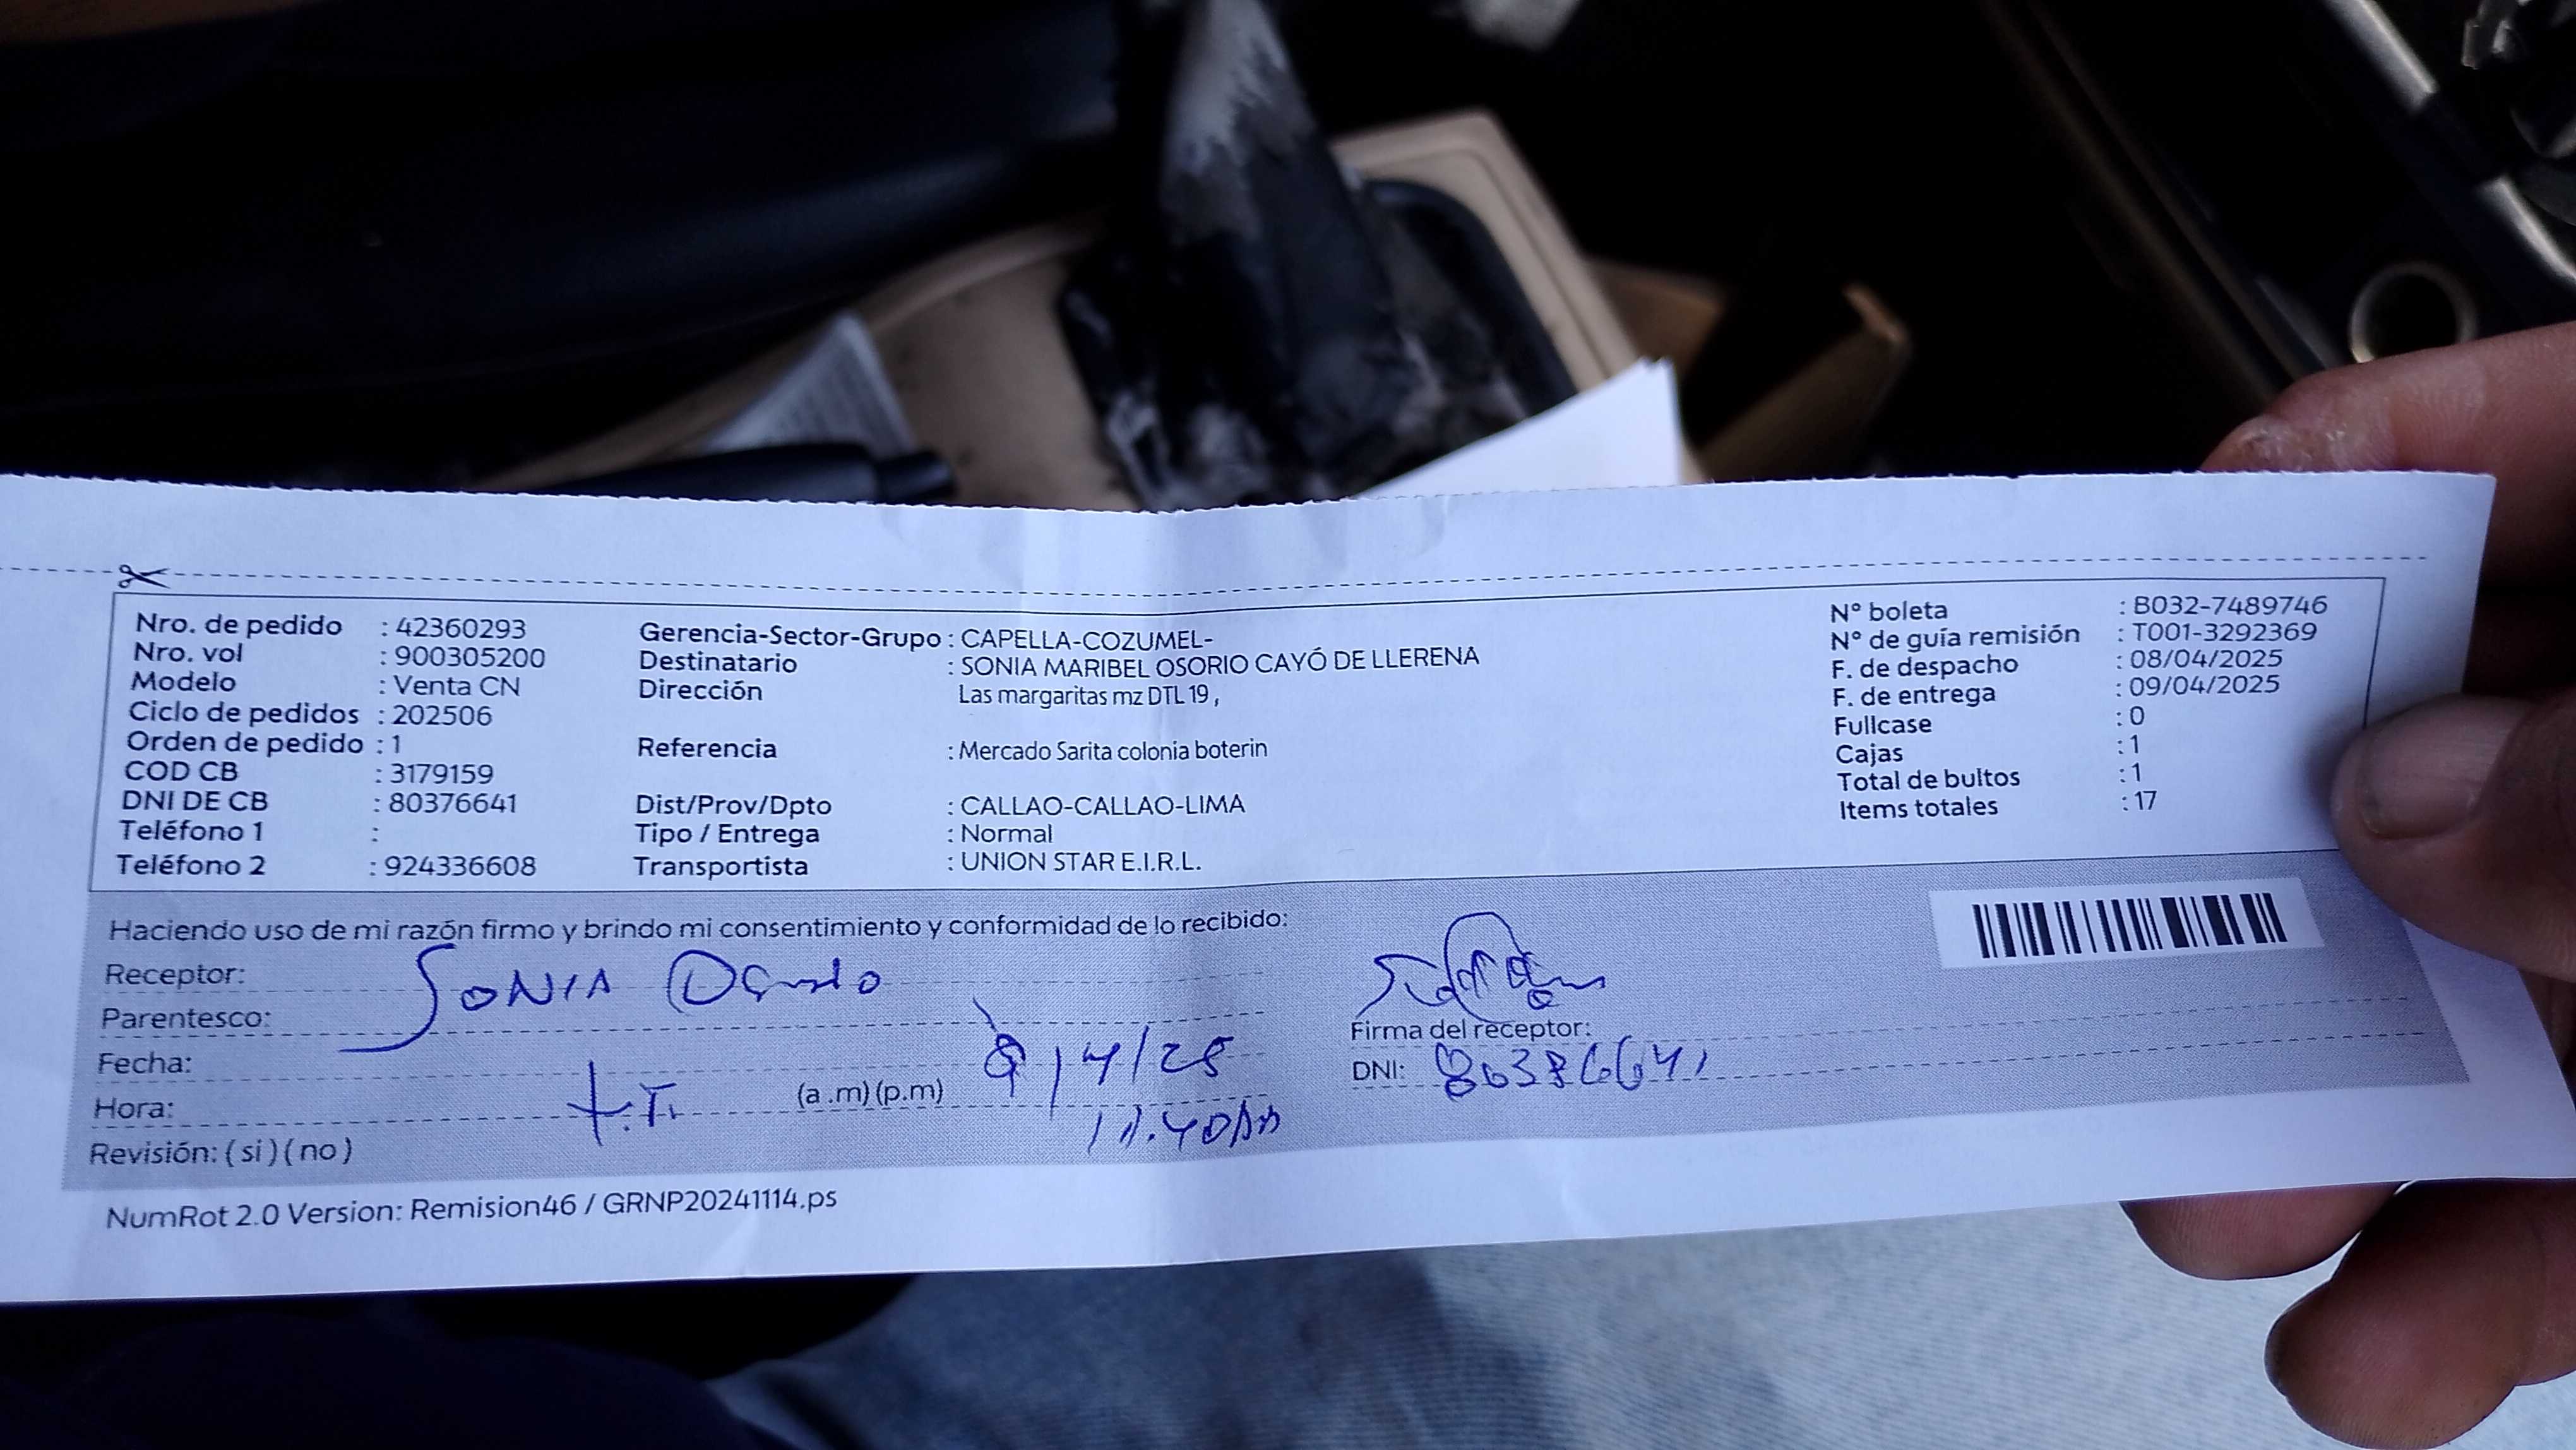 Nro. de pedido : 42360293
Nro. vol : 900305200
Modelo : Venta CN
Ciclo de pedidos : 202506
Orden de pedido : 1
COD CB : 3179159
DNI DE CB : 80376641
Teléfono 1 :
Teléfono 2 : 924336608
Gerencia-Sector-Grupo : CAPELLA-COZUMEL-
Destinatario : SONIA MARIBEL OSORIO CAYÓ DE LLERENA
Dirección Las margaritas mz DTL 19 ,
Referencia : Mercado Sarita colonia boterin
Dist/Prov/Dpto : CALLAO-CALLAO-LIMA
Tipo / Entrega : Normal
Transportista : UNION STAR E.I.R.L.
N° boleta : B032-7489746
N° de guía remisión : T001-3292369
F. de despacho : 08/04/2025
F. de entrega : 09/04/2025
Fullcase : 0
Cajas : 1
Total de bultos : 1
Items totales : 17
Haciendo uso de mi razón firmo y brindo mi consentimiento y conformidad de lo recibido:
Receptor: SONIA
Parentesco:
Fecha: 9/4/25
Hora: (a.m) (p.m) 11.40Am
Revisión: ( si ) ( no )
Firma del receptor:
DNI:
NumRot 2.0 Version: Remision46 / GRNP20241114.ps